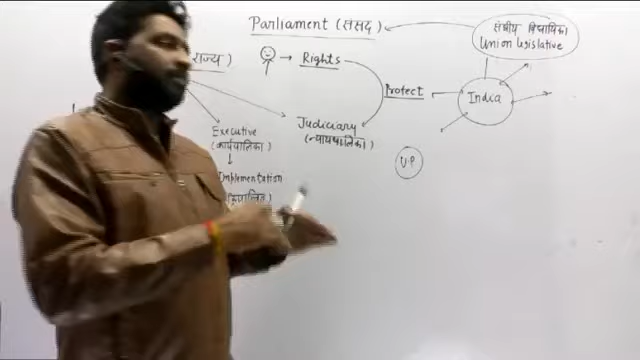 Parliament (संसद)
संघीय विधायिका
Union legislative
राज्य)
Rights
Protect
India
Executive
(कार्यपालिका)
Judiciary
(न्यायपालिका)
U.P
Implementation